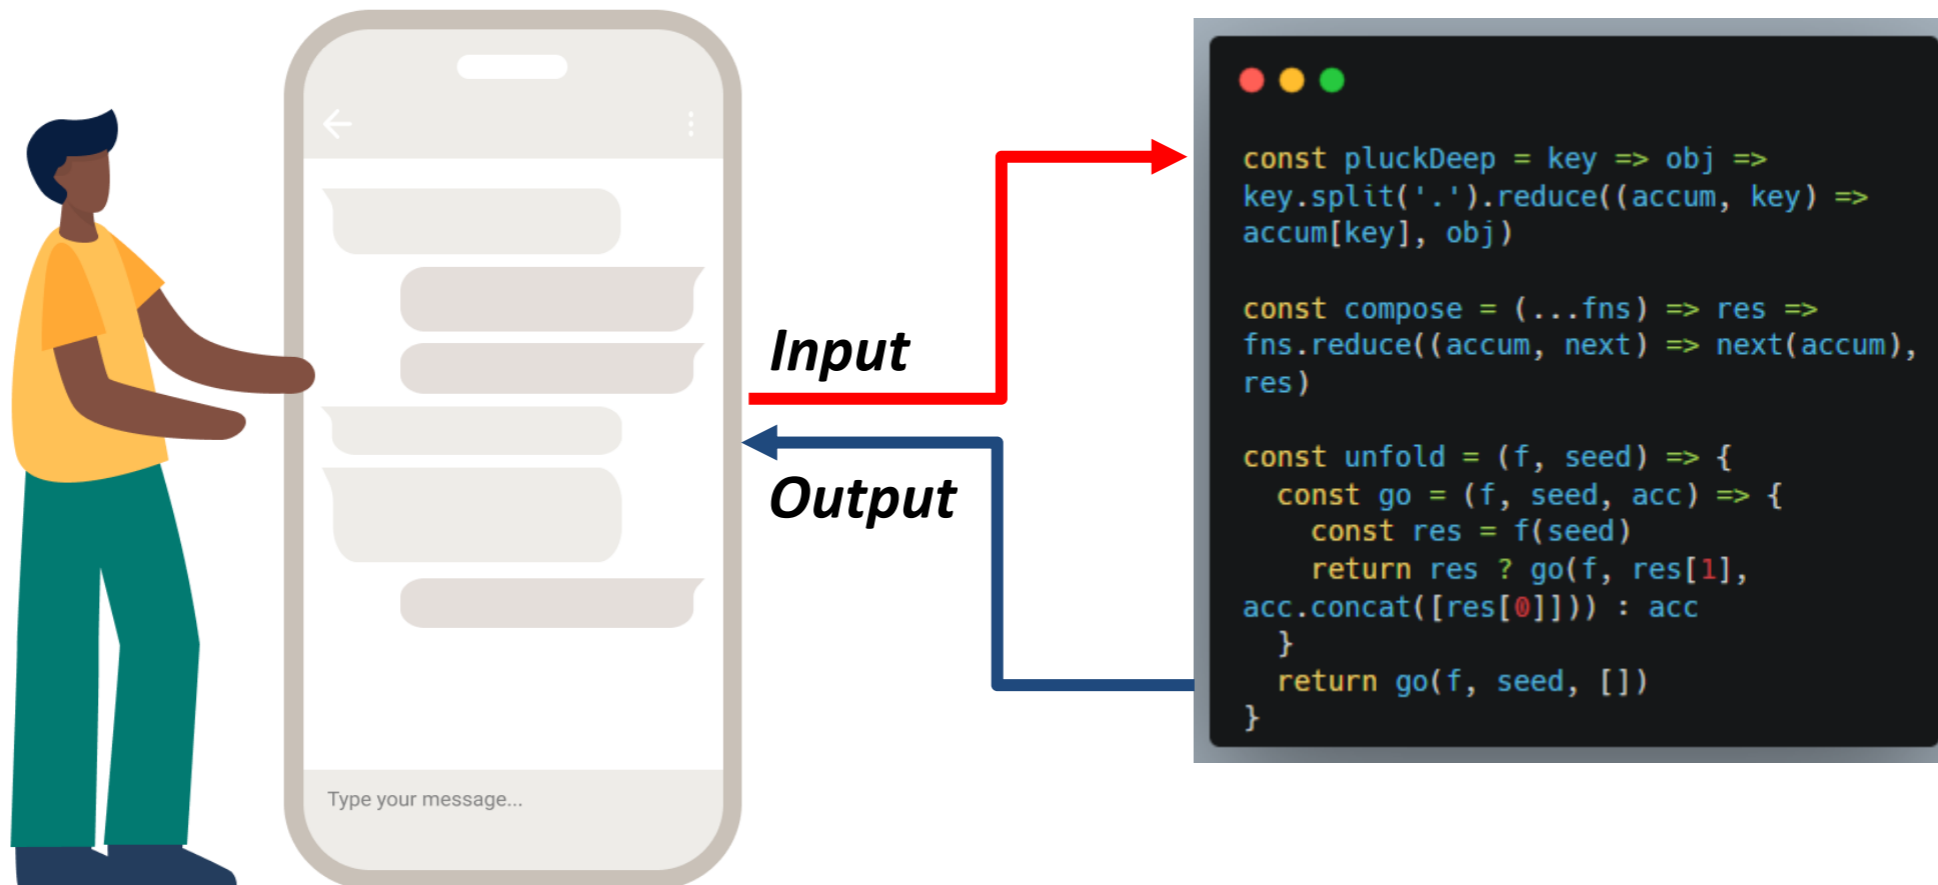 Type your message...
Input
Output
const pluckDeep = key => obj =>
key.split('.').reduce((accum, key) =>
accum[key], obj)
const compose = (...fns) => res =>
fns.reduce((accum, next) => next(accum),
res)
const unfold = (f, seed) => {
  const go = (f, seed, acc) => {
    const res = f(seed)
    return res ? go(f, res[1],
acc.concat([res[0]])) : acc
  }
  return go(f, seed, [])
}